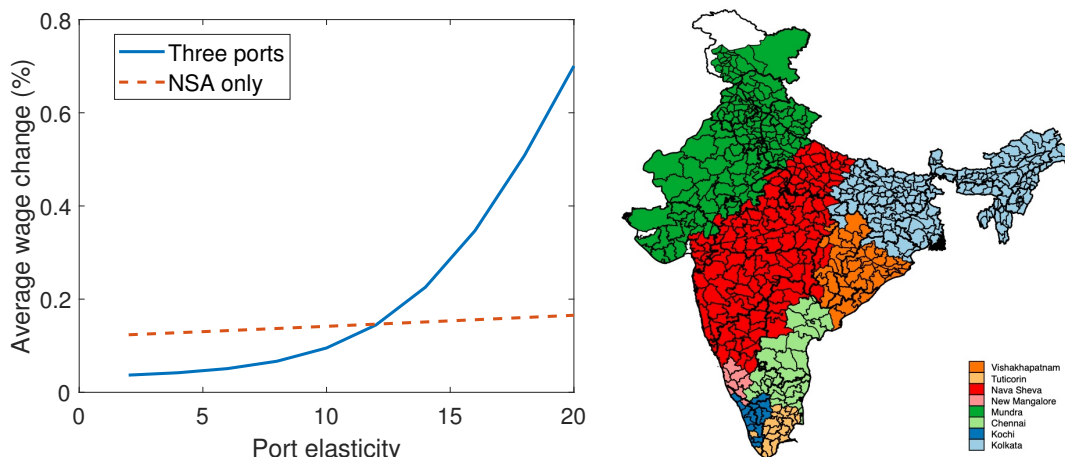 0.8
0.6
0.4
0.2
0
Average wage change (%)
Three ports
NSA only
0 5 10 15 20
Port elasticity
Vishakhapatnam
Tuticorin
Nava Sheva
New Mangalore
Mundra
Chennai
Kochi
Kolkata